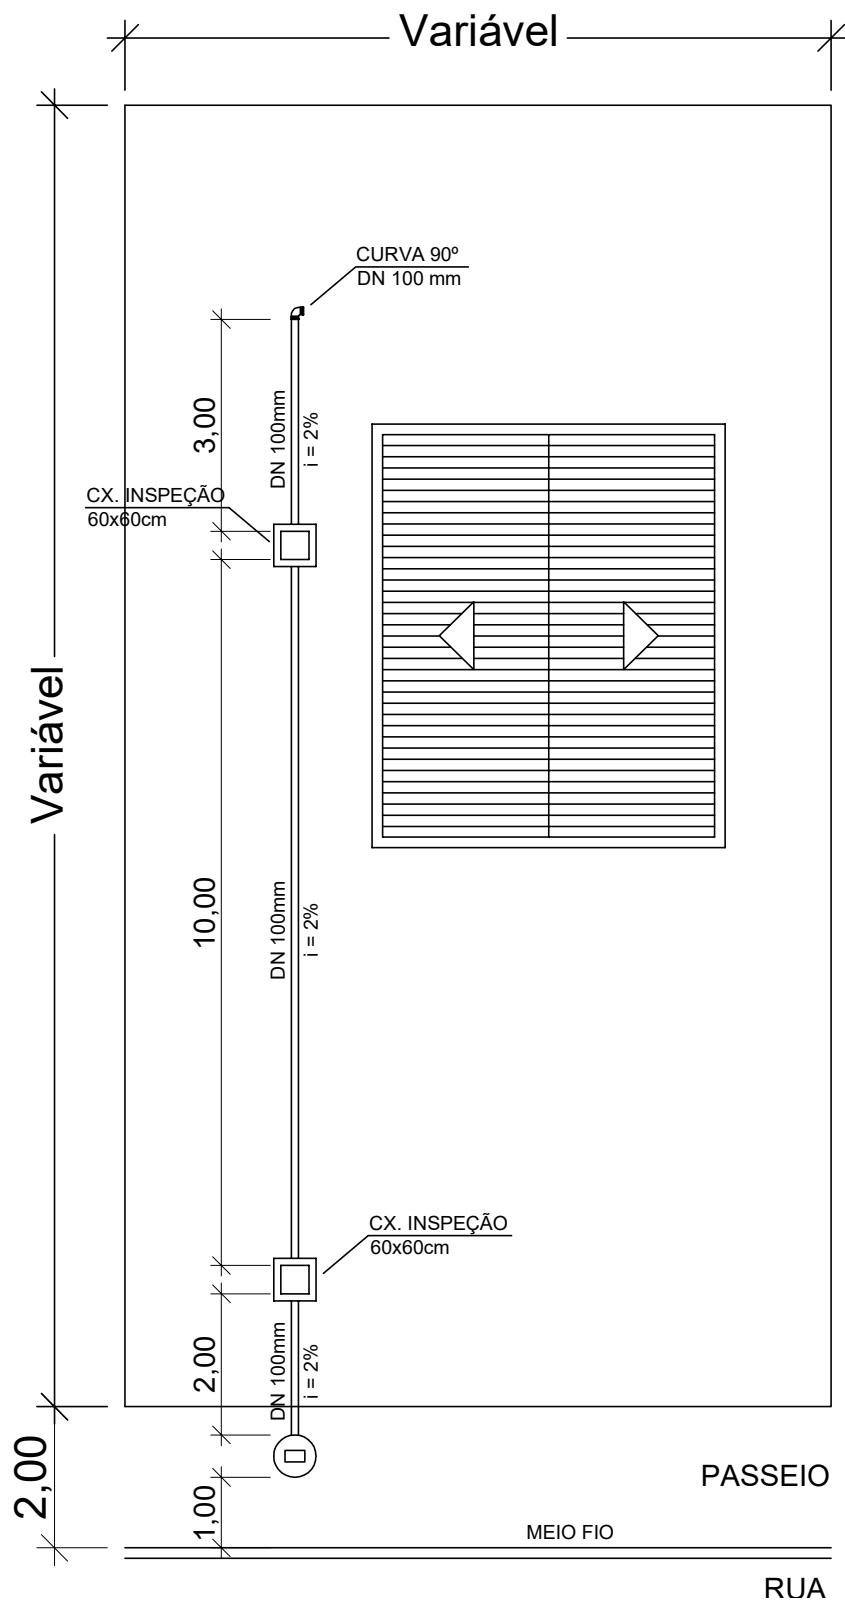 Variável
CURVA 90º
DN 100 mm
3,00
DN 100mm
i = 2%
CX. INSPEÇÃO
60x60cm
Variável
10,00
DN 100mm
i = 2%
CX. INSPEÇÃO
60x60cm
2,00
DN 100mm
i = 2%
2,00
PASSEIO
1,00
MEIO FIO
RUA